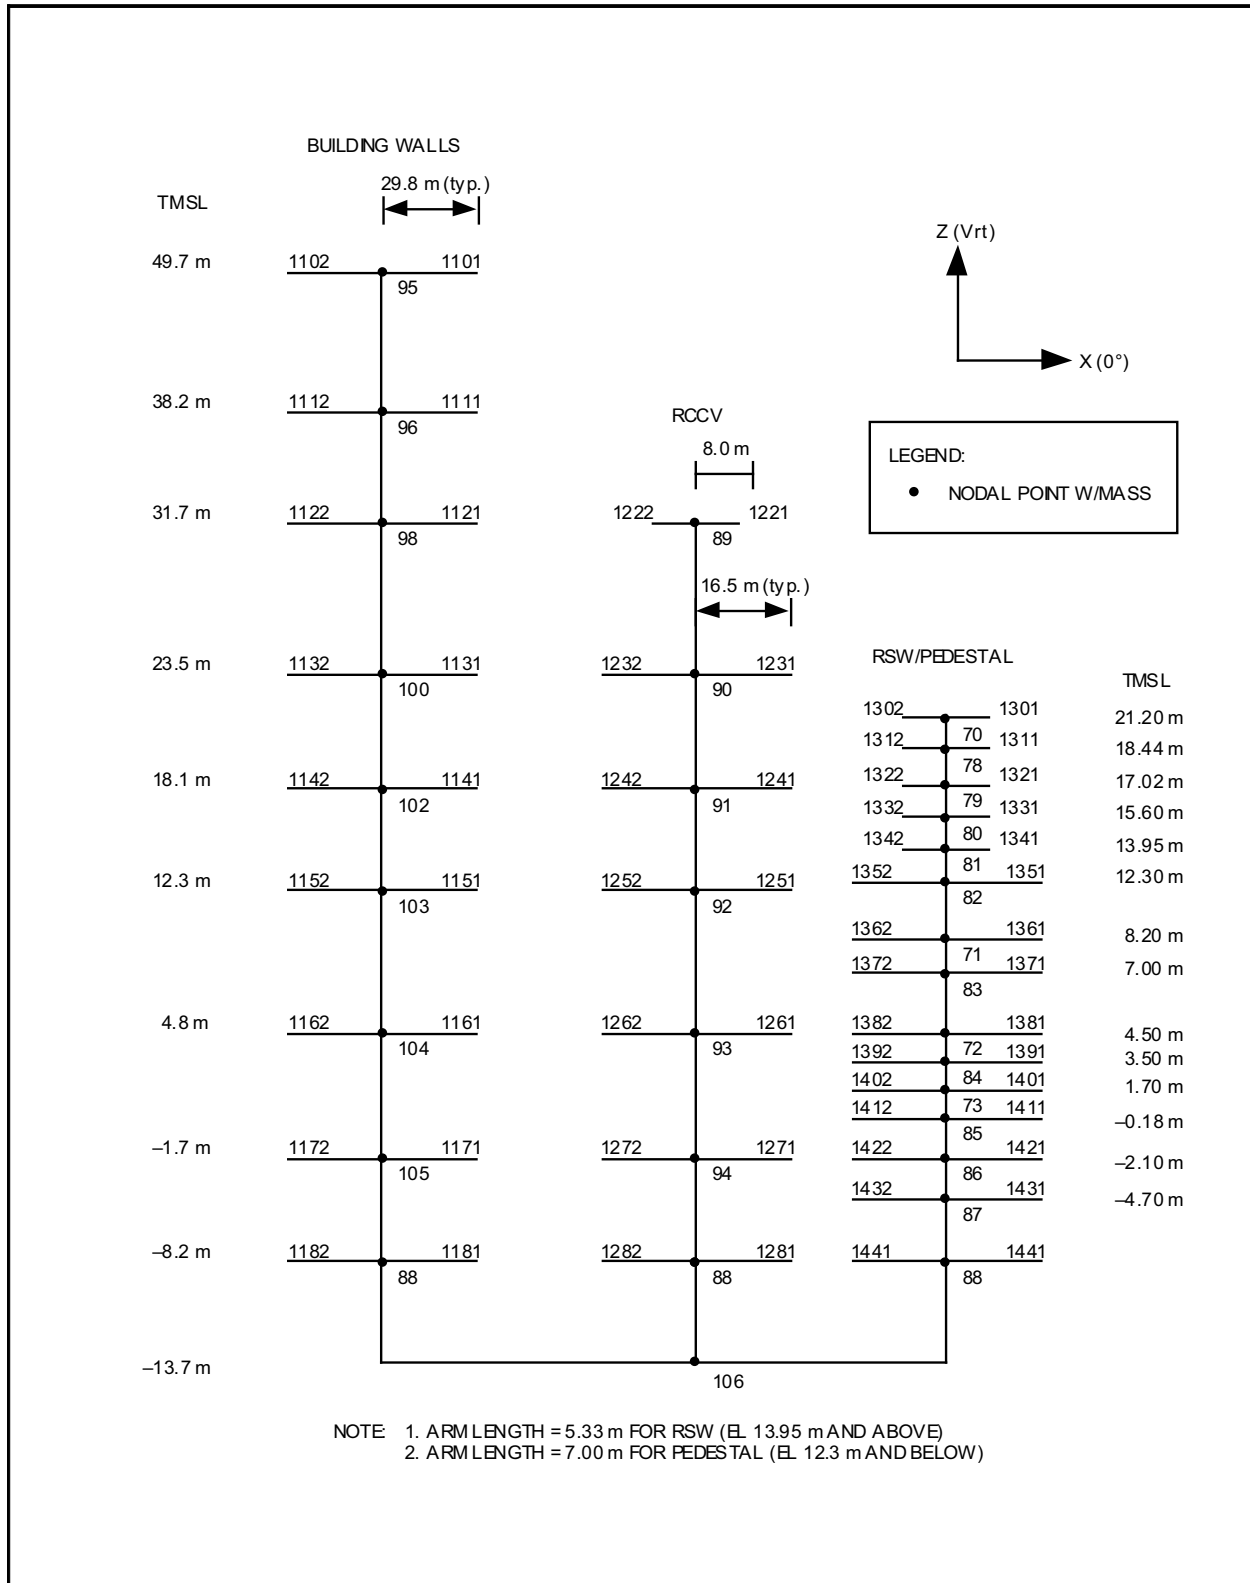 BUILDING WALLS
29.8 m (typ.)
TMSL
Z (Vrt)
49.7 m 1102 1101
95
X (0°)
38.2 m 1112 1111
96
RCCV
8.0 m
LEGEND:
NODAL POINT W/MASS
31.7 m 1122 1121 1222 1221
98 89
16.5 m (typ.)
RSW/PEDESTAL
23.5 m 1132 1131 1232 1231
TMSL
100 90
1302 1301 21.20 m
70
1312 1311 18.44 m
78
18.1 m 1142 1141 1242 1241 1322 1321 17.02 m
102 91 79
1332 1331 15.60 m
80
1342 1341 13.95 m
81
12.3 m 1152 1151 1252 1251 1352 1351 12.30 m
103 92 82
1362 1361 8.20 m
71
1372 1371 7.00 m
83
4.8 m 1162 1161 1262 1261 1382 1381 4.50 m
104 93 72
1392 1391 3.50 m
84
1402 1401 1.70 m
73
1412 1411 –0.18 m
85
–1.7 m 1172 1171 1272 1271 1422 1421 –2.10 m
105 94 86
1432 1431 –4.70 m
87
–8.2 m 1182 1181 1282 1281 1441 1441
88 88 88
–13.7 m
106
NOTE: 1. ARM LENGTH = 5.33 m FOR RSW (EL 13.95 m AND ABOVE)
2. ARM LENGTH = 7.00 m FOR PEDESTAL (EL 12.3 m AND BELOW)